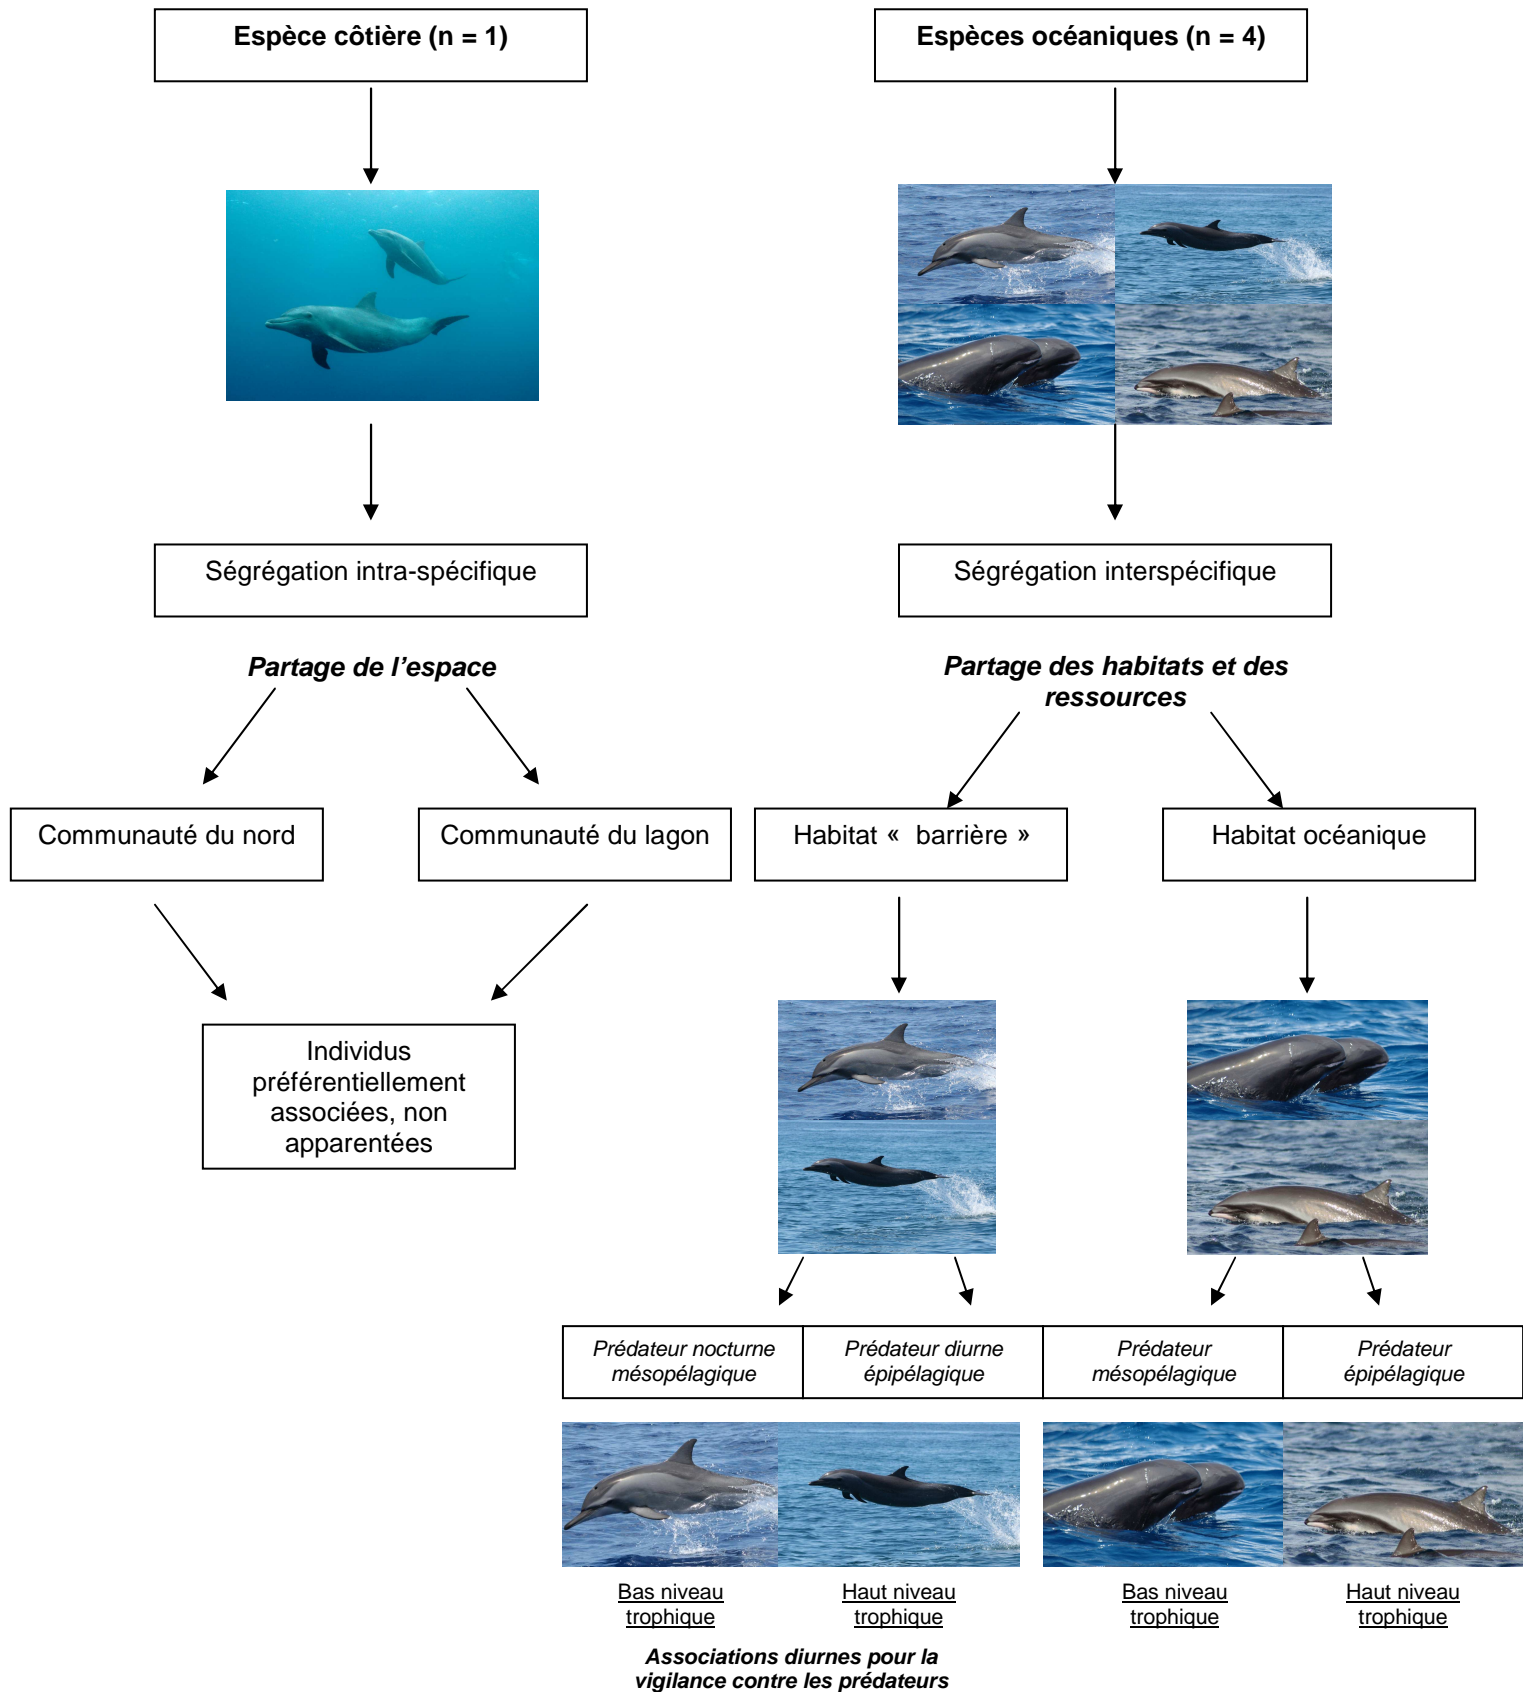 Espèce côtière (n = 1)
Espèces océaniques (n = 4)
Ségrégation intra-spécifique
Ségrégation interspécifique
Partage de l’espace
Partage des habitats et des
ressources
Communauté du nord
Communauté du lagon
Habitat «  barrière »
Habitat océanique
Individus
préférentiellement
associées, non
apparentées
Prédateur nocturne
mésopélagique
Prédateur diurne
épipélagique
Prédateur
mésopélagique
Prédateur
épipélagique
Bas niveau
trophique
Haut niveau
trophique
Bas niveau
trophique
Haut niveau
trophique
Associations diurnes pour la
vigilance contre les prédateurs